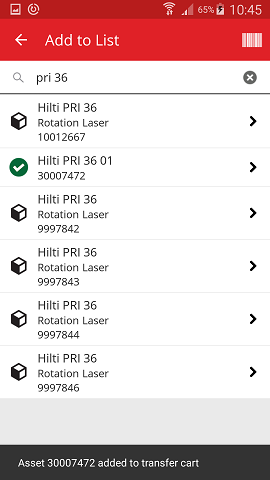 65% 10:45
Add to List
pri 36
Hilti PRI 36
Rotation Laser
10012667
Hilti PRI 36 01
30007472
Hilti PRI 36
Rotation Laser
9997842
Hilti PRI 36
Rotation Laser
9997843
Hilti PRI 36
Rotation Laser
9997844
Hilti PRI 36
Rotation Laser
9997846
Asset 30007472 added to transfer cart